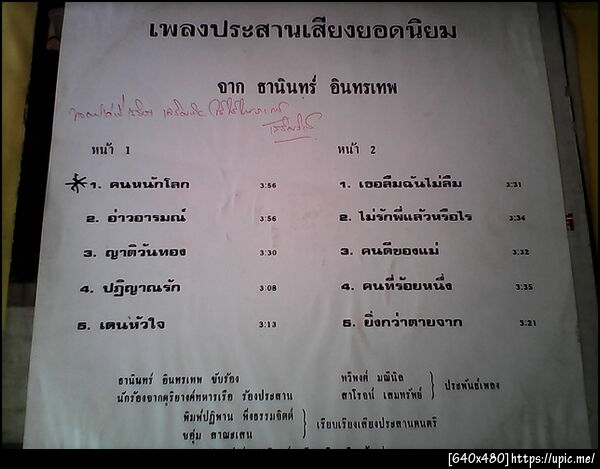 เพลงประสานเสียงยอดนิยม
จาก ธานินทร์ อินทรเทพ
หน้า 1
1. คนหนักโลก 3:56
2. อ่าวอารมณ์ 3:56
3. ญาติวันทอง 3:30
4. ปฏิญาณรัก 3:08
5. เดนหัวใจ 3:13
หน้า 2
1. เธอลืมฉันไม่ลืม 3:31
2. ไม่รักพี่แล้วหรือไร 3:34
3. คนดีของแม่ 3:32
4. คนที่ร้อยหนึ่ง 3:35
5. ยิ่งกว่าตายจาก 3:21
ธานินทร์ อินทรเทพ ขับร้อง
นักร้องจากดุริยางค์ทหารเรือ ร้องประสาน
ทวีพงศ์ มณีนิล
สาโรจน์ เสมทรัพย์ } ประพันธ์เพลง
พิมพ์ปฏิพาน พึ่งธรรมจิตต์
} เรียบเรียงเสียงประสานดนตรี
[640x480]https://upic.me/